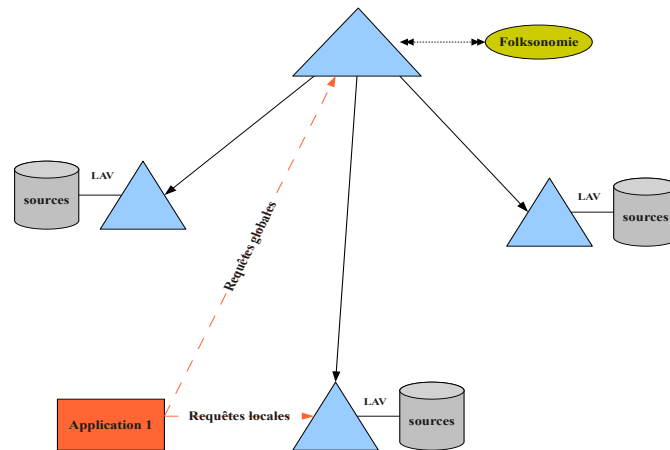 Folksonomie
LAV
sources
LAV
sources
Requêtes globales
LAV
Application 1
Requêtes locales
sources